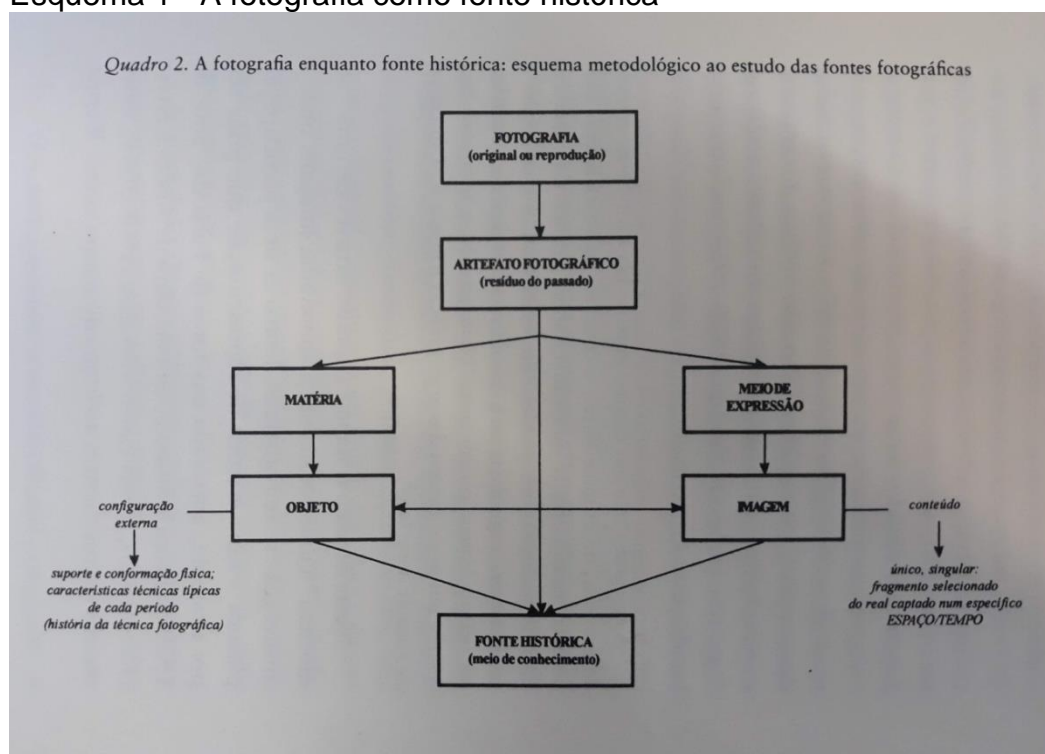 Esquema 1 - A fotografia como fonte histórica
Quadro 2. A fotografia enquanto fonte histórica: esquema metodológico ao estudo das fontes fotográficas
FOTOGRAFIA
(original ou reprodução)
ARTEFATO FOTOGRÁFICO
(resíduo do passado)
MATÉRIA
MEIO DE
EXPRESSÃO
configuração
externa
OBJETO
IMAGEM
conteúdo
suporte e conformação física;
características técnicas típicas
de cada período
(história da técnica fotográfica)
único, singular:
fragmento selecionado
do real captado num específico
ESPAÇO/TEMPO
FONTE HISTÓRICA
(meio de conhecimento)